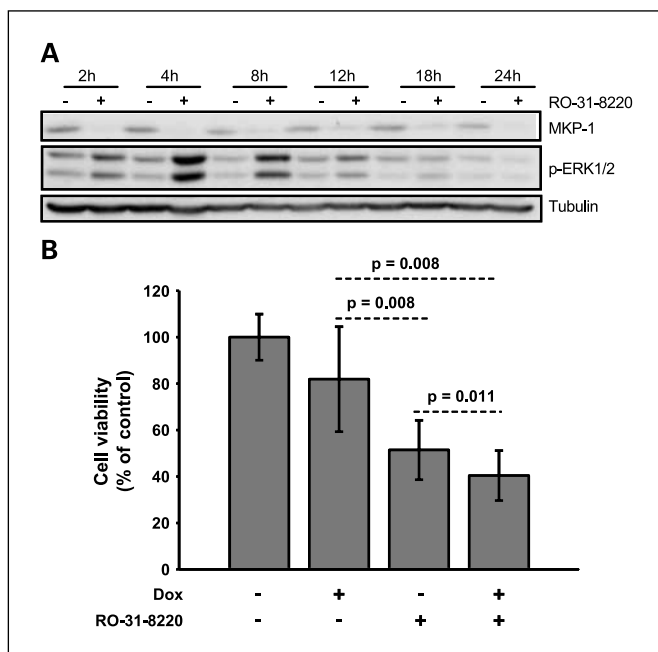 A
2h 4h 8h 12h 18h 24h
- + - + - + - + - + - + RO-31-8220
MKP-1
p-ERK1/2
Tubulin
B
p = 0.008
p = 0.008
p = 0.011
Cell viability
(% of control)
120
100
80
60
40
20
0
Dox - + - +
RO-31-8220 - - + +